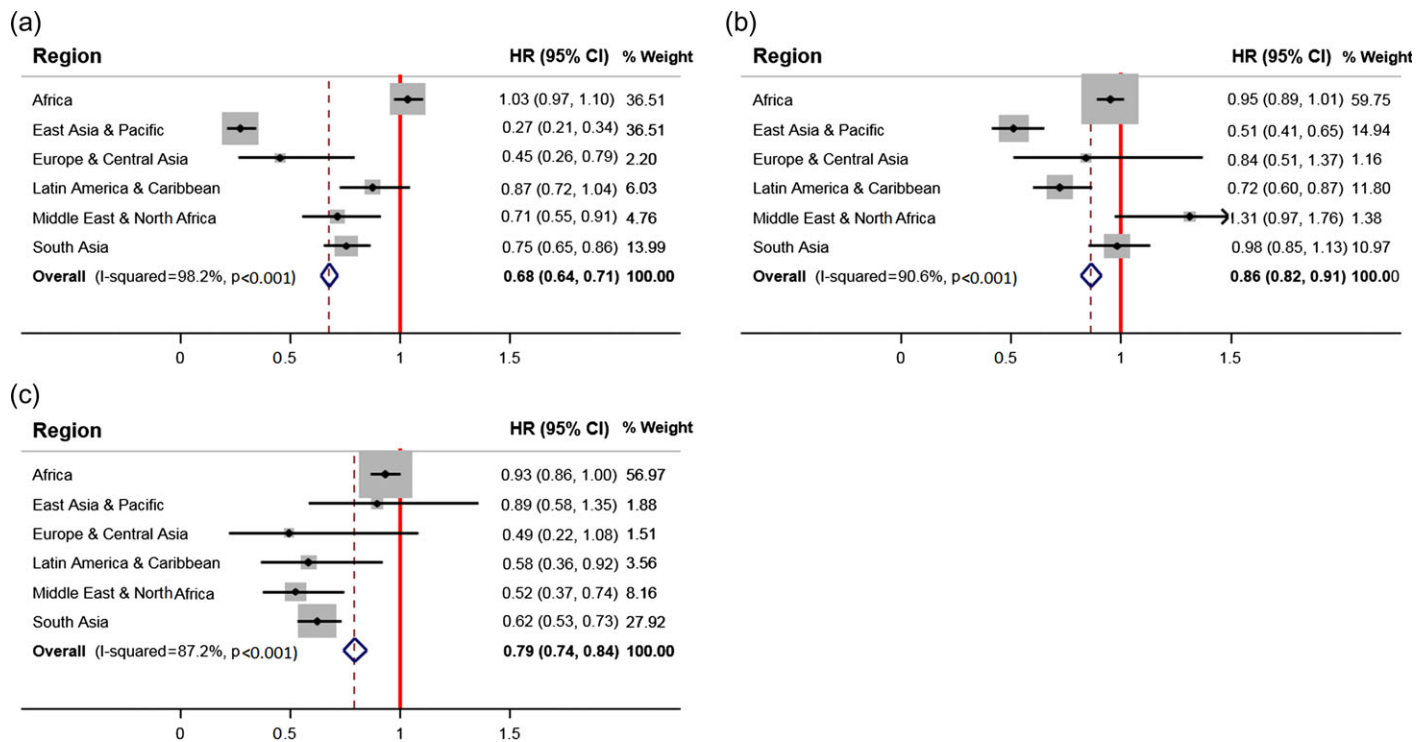 (a)
Region HR (95% CI) % Weight
Africa 1.03 (0.97, 1.10) 36.51
East Asia & Pacific 0.27 (0.21, 0.34) 36.51
Europe & Central Asia 0.45 (0.26, 0.79) 2.20
Latin America & Caribbean 0.87 (0.72, 1.04) 6.03
Middle East & North Africa 0.71 (0.55, 0.91) 4.76
South Asia 0.75 (0.65, 0.86) 13.99
Overall (I-squared=98.2%, p<0.001) 0.68 (0.64, 0.71) 100.00
0 0.5 1 1.5
(b)
Region HR (95% CI) % Weight
Africa 0.95 (0.89, 1.01) 59.75
East Asia & Pacific 0.51 (0.41, 0.65) 14.94
Europe & Central Asia 0.84 (0.51, 1.37) 1.16
Latin America & Caribbean 0.72 (0.60, 0.87) 11.80
Middle East & North Africa 1.31 (0.97, 1.76) 1.38
South Asia 0.98 (0.85, 1.13) 10.97
Overall (I-squared=90.6%, p<0.001) 0.86 (0.82, 0.91) 100.00
0 0.5 1 1.5
(c)
Region HR (95% CI) % Weight
Africa 0.93 (0.86, 1.00) 56.97
East Asia & Pacific 0.89 (0.58, 1.35) 1.88
Europe & Central Asia 0.49 (0.22, 1.08) 1.51
Latin America & Caribbean 0.58 (0.36, 0.92) 3.56
Middle East & North Africa 0.52 (0.37, 0.74) 8.16
South Asia 0.62 (0.53, 0.73) 27.92
Overall (I-squared=87.2%, p<0.001) 0.79 (0.74, 0.84) 100.00
0 0.5 1 1.5